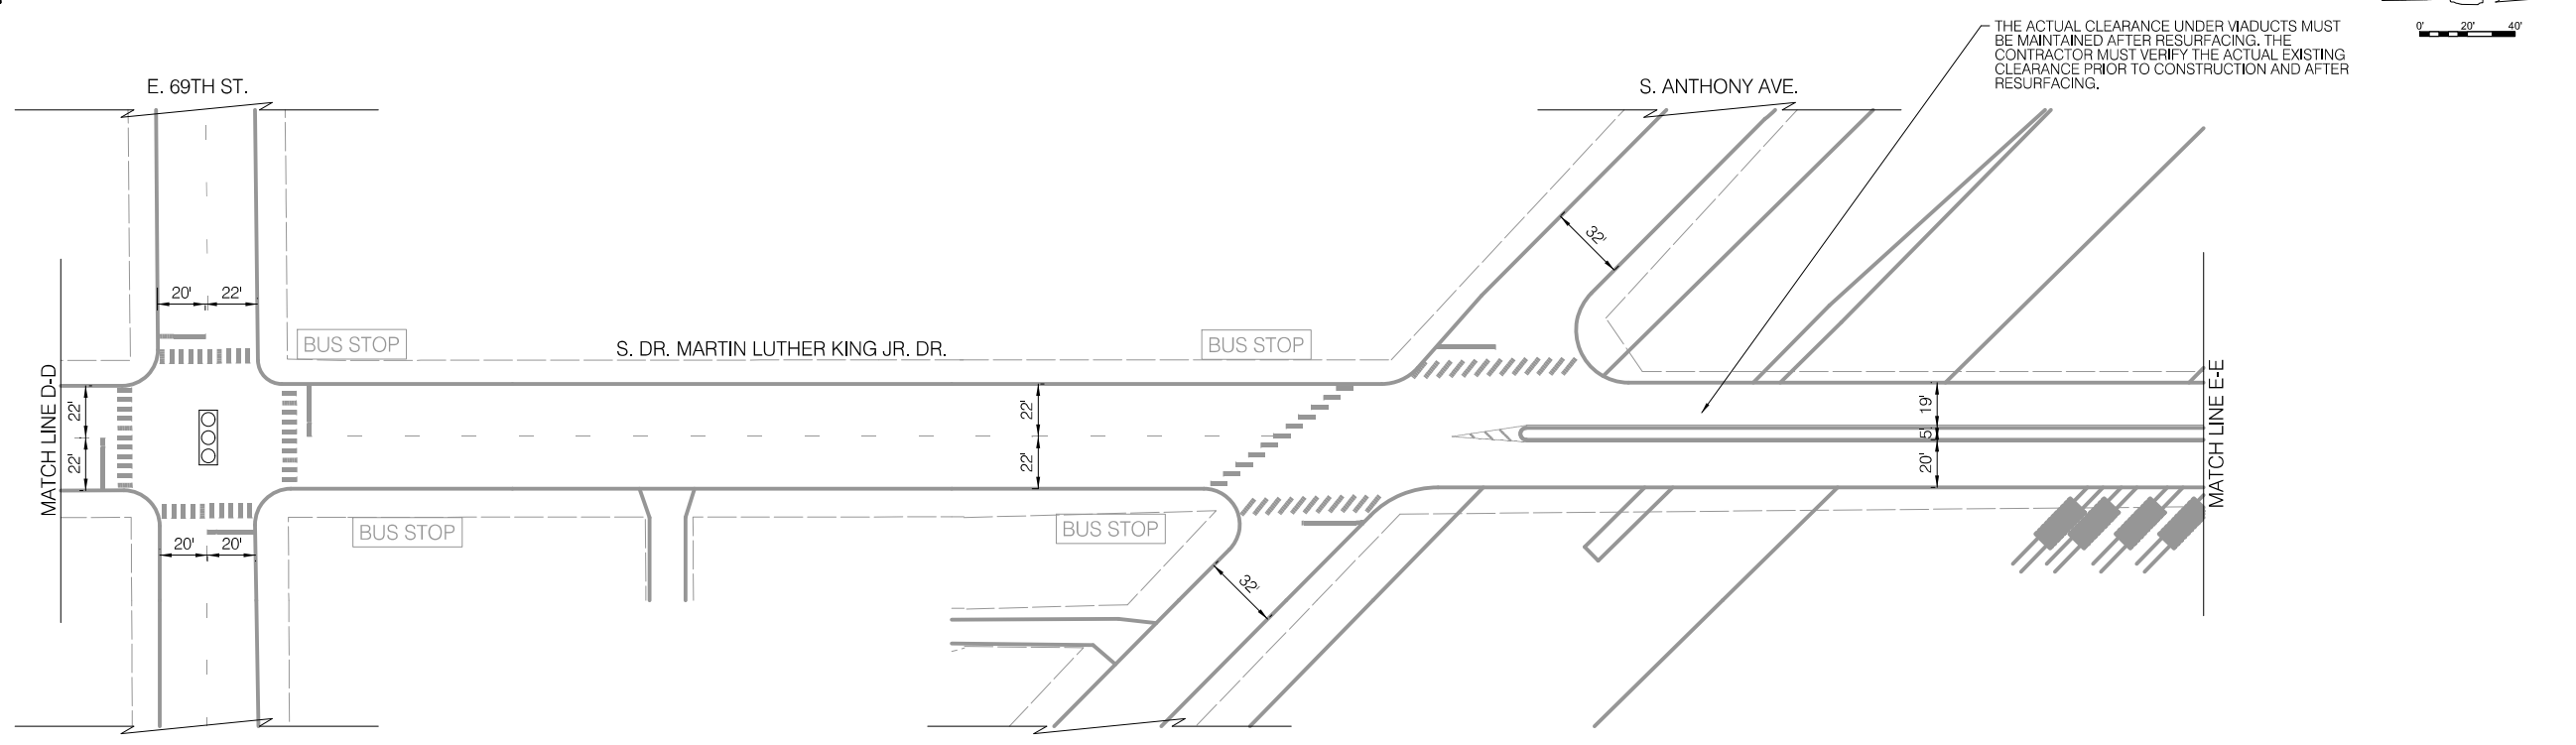 THE ACTUAL CLEARANCE UNDER VIADUCTS MUST
BE MAINTAINED AFTER RESURFACING. THE
CONTRACTOR MUST VERIFY THE ACTUAL EXISTING
CLEARANCE PRIOR TO CONSTRUCTION AND AFTER
RESURFACING.
0' 20' 40'
E. 69TH ST.
S. ANTHONY AVE.
32'
20' 22'
BUS STOP
S. DR. MARTIN LUTHER KING JR. DR.
BUS STOP
MATCH LINE D-D
22'
22'
22'
22'
19'
5'
20'
MATCH LINE E-E
BUS STOP
BUS STOP
20' 20'
32'